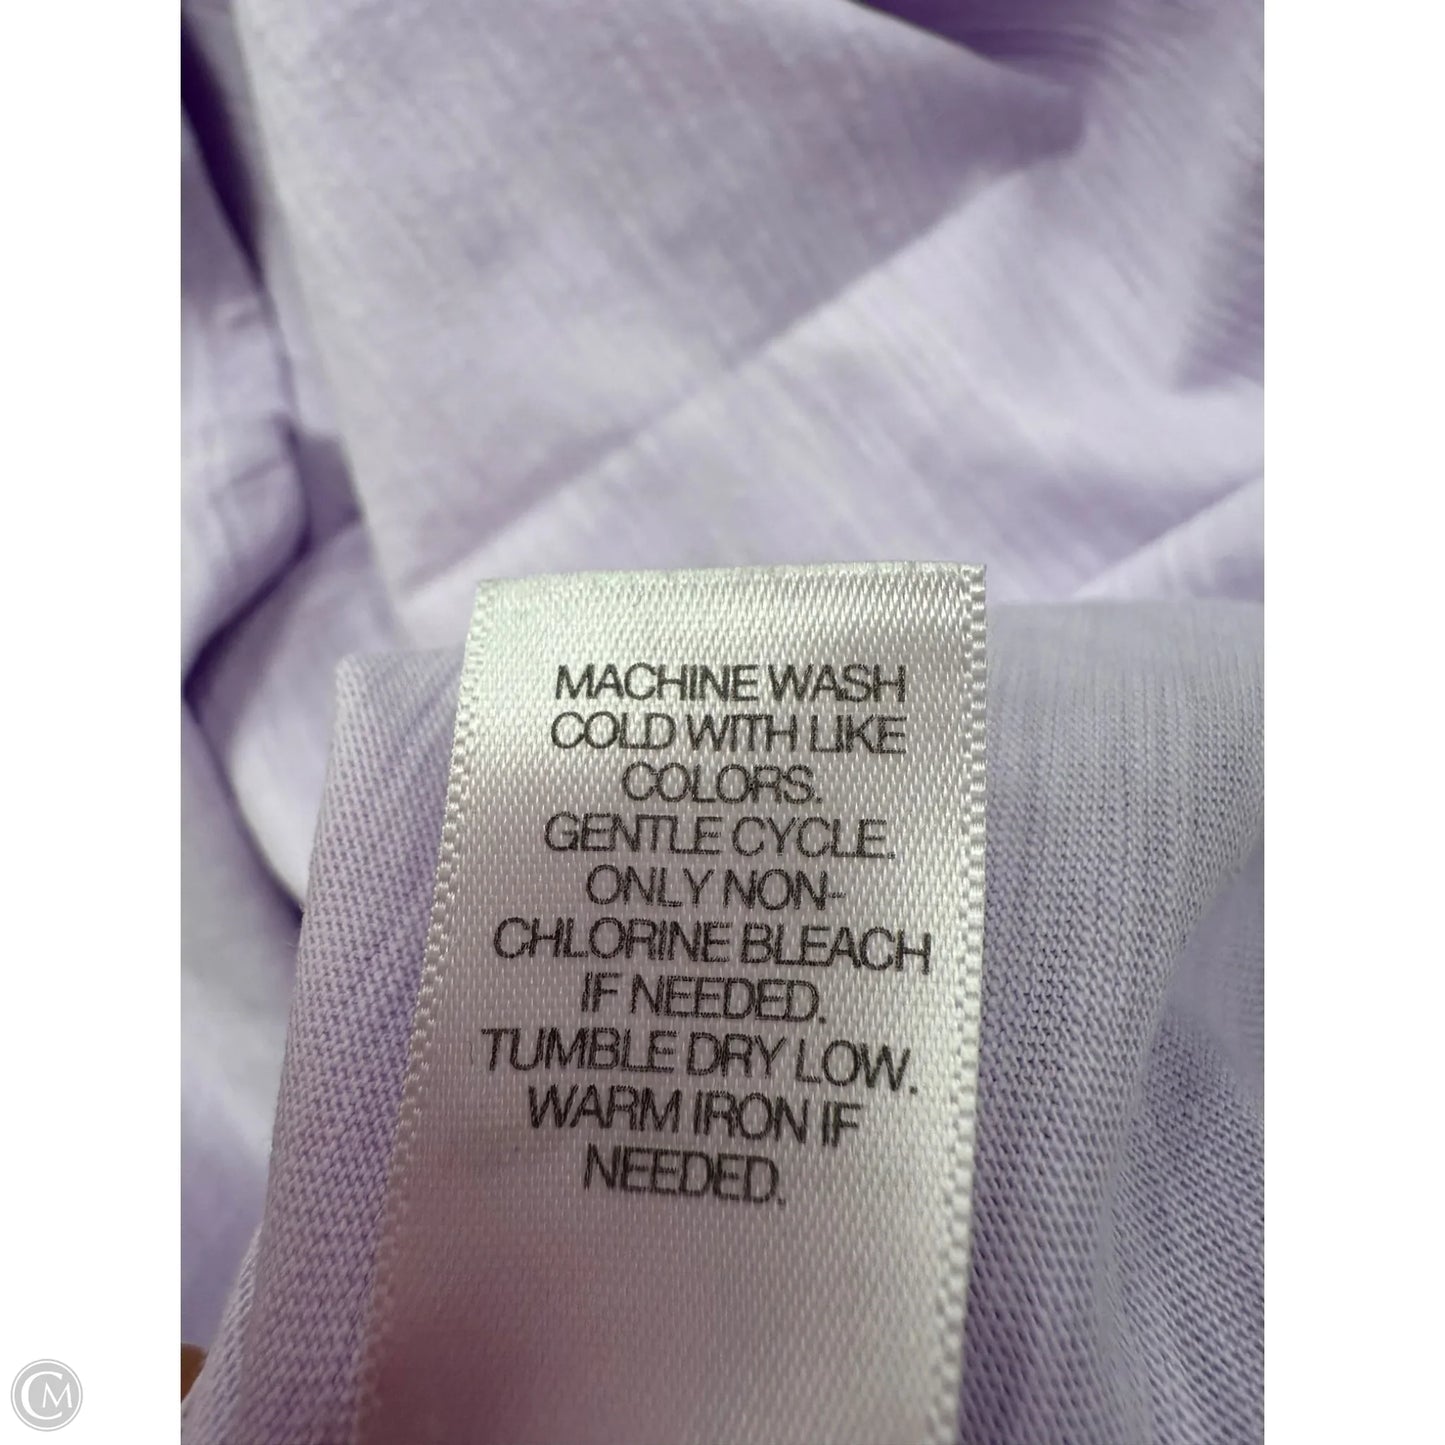 MACHINE WASH
COLD WITH LIKE
COLORS.
GENTLE CYCLE.
ONLY NON-
CHLORINE BLEACH
IF NEEDED.
TUMBLE DRY LOW.
WARM IRON IF
NEEDED.
CM